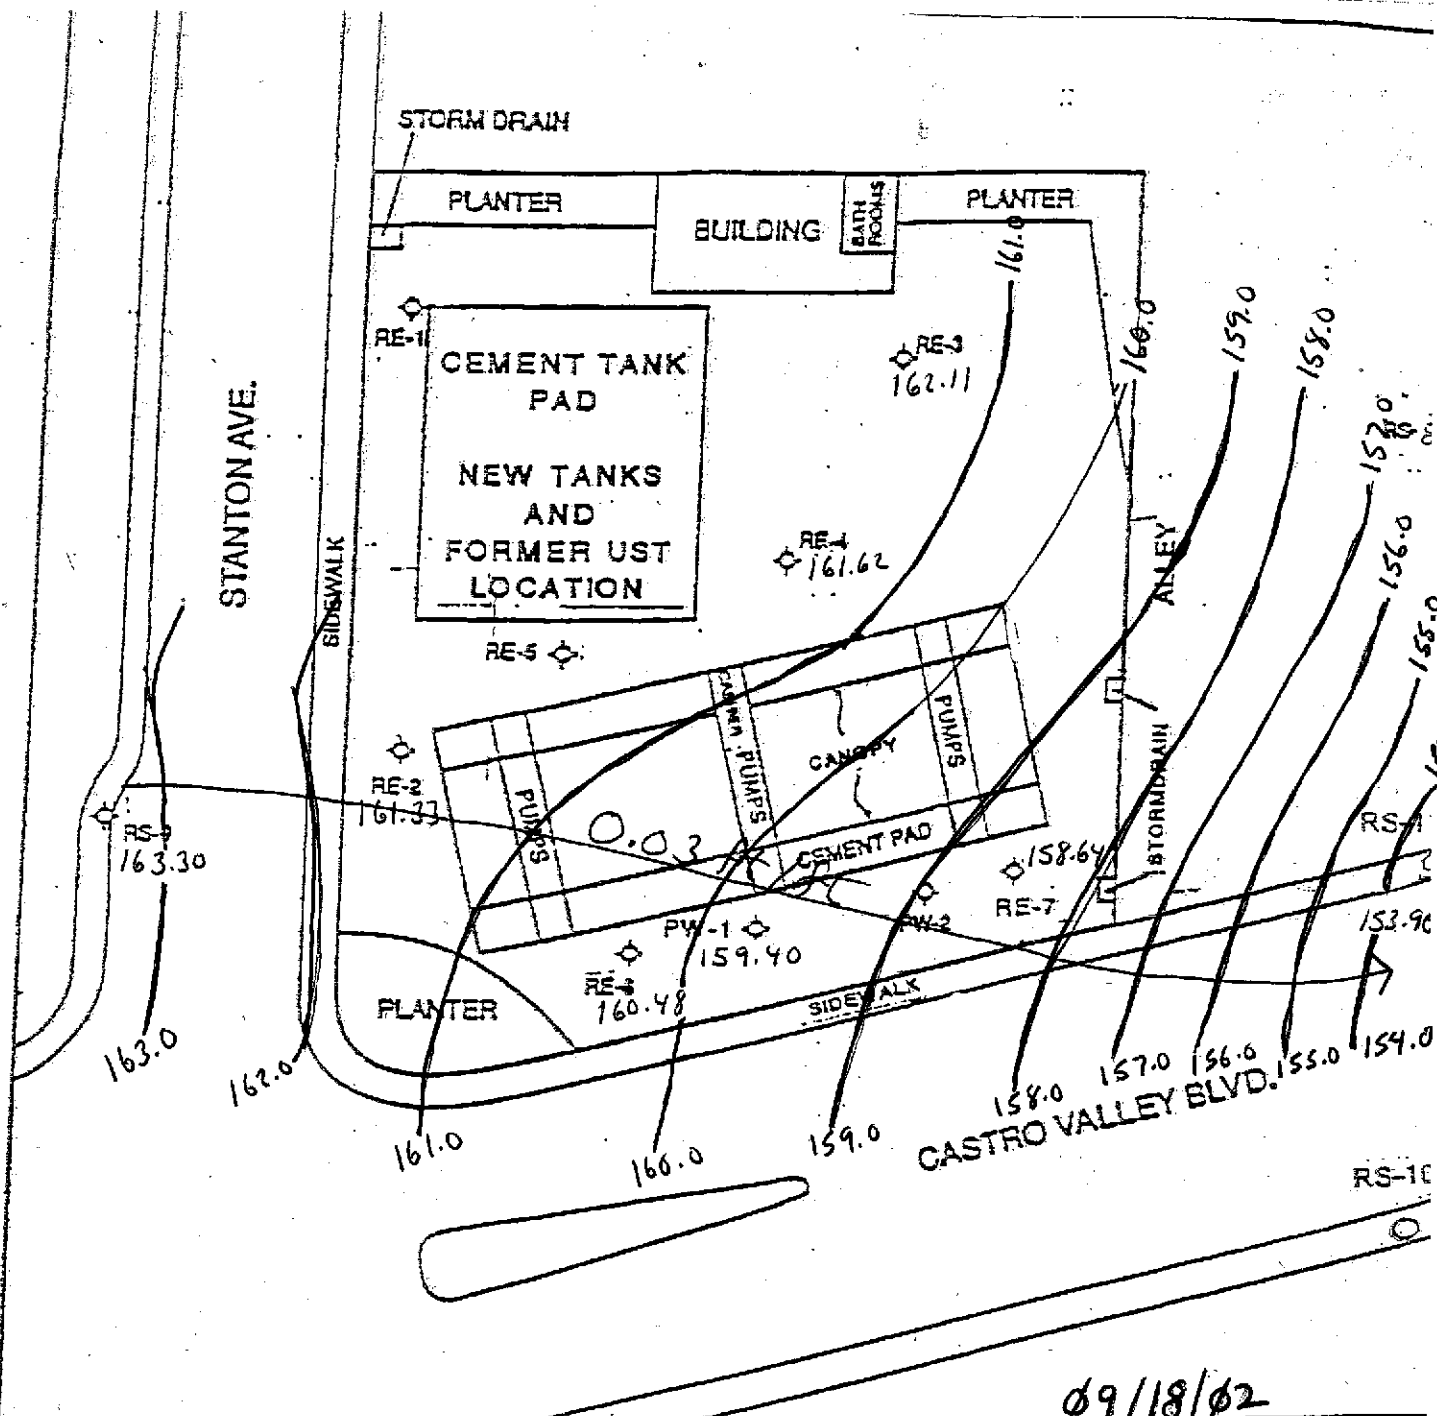 STORM DRAIN
PLANTER
BUILDING
BATH
ROOMS
PLANTER
161.0
RE-1
CEMENT TANK
PAD
NEW TANKS
AND
FORMER UST
LOCATION
RE-3
162.11
160.0
159.0
158.0
157.0
156.0
155.0
STANTON AVE.
SIDEWALK
RE-4
161.62
ALLEY
RE-5
PUMPS
PUMPS
PUMPS
CANOPY
CEMENT PAD
STORMDRAIN
RE-2
161.33
RS-9
163.30
158.64
RE-7
PW-2
PW-1
159.40
RE-6
160.48
RS-1
153.90
PLANTER
SIDEWALK
163.0
162.0
161.0
160.0
159.0
158.0
157.0
156.0
155.0
154.0
CASTRO VALLEY BLVD.
RS-10
09/18/02